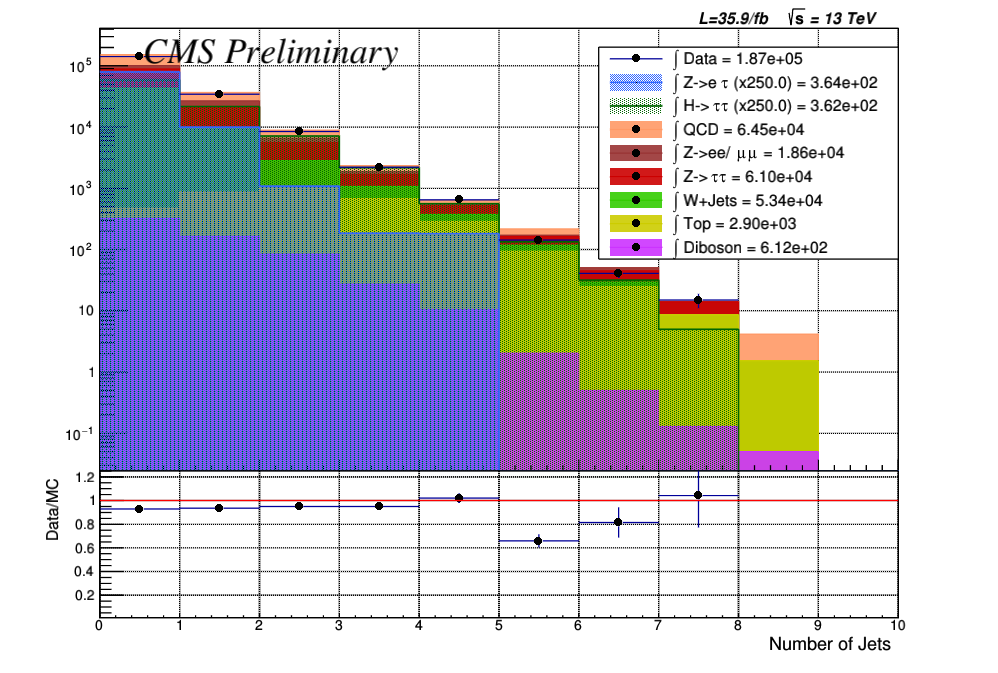 L=35.9/fb √s = 13 TeV
CMS Preliminary
∫ Data = 1.87e+05
∫ Z->e τ (x250.0) = 3.64e+02
∫ H-> ττ (x250.0) = 3.62e+02
∫ QCD = 6.45e+04
∫ Z->ee/ μμ = 1.86e+04
∫ Z-> ττ = 6.10e+04
∫ W+Jets = 5.34e+04
∫ Top = 2.90e+03
∫ Diboson = 6.12e+02
10⁵
10⁴
10³
10²
10
1
10⁻¹
Data/MC
1.2
1
0.8
0.6
0.4
0.2
0 1 2 3 4 5 6 7 8 9 10
Number of Jets